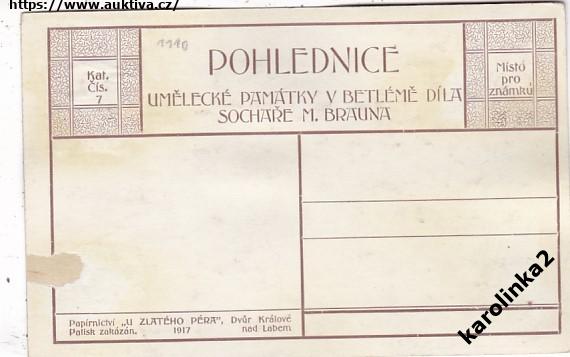 https://www.auktiva.cz/
1910
Kat.
Čís.
7
POHLEDNICE
UMĚLECKÉ PAMÁTKY V BETLÉMĚ DÍLA
SOCHAŘE M. BRAUNA
Místo
pro
známku
Papírnictví „U ZLATÉHO PÉRA", Dvůr Králové
Patisk zakázán. 1917 nad Labem
karolinka2